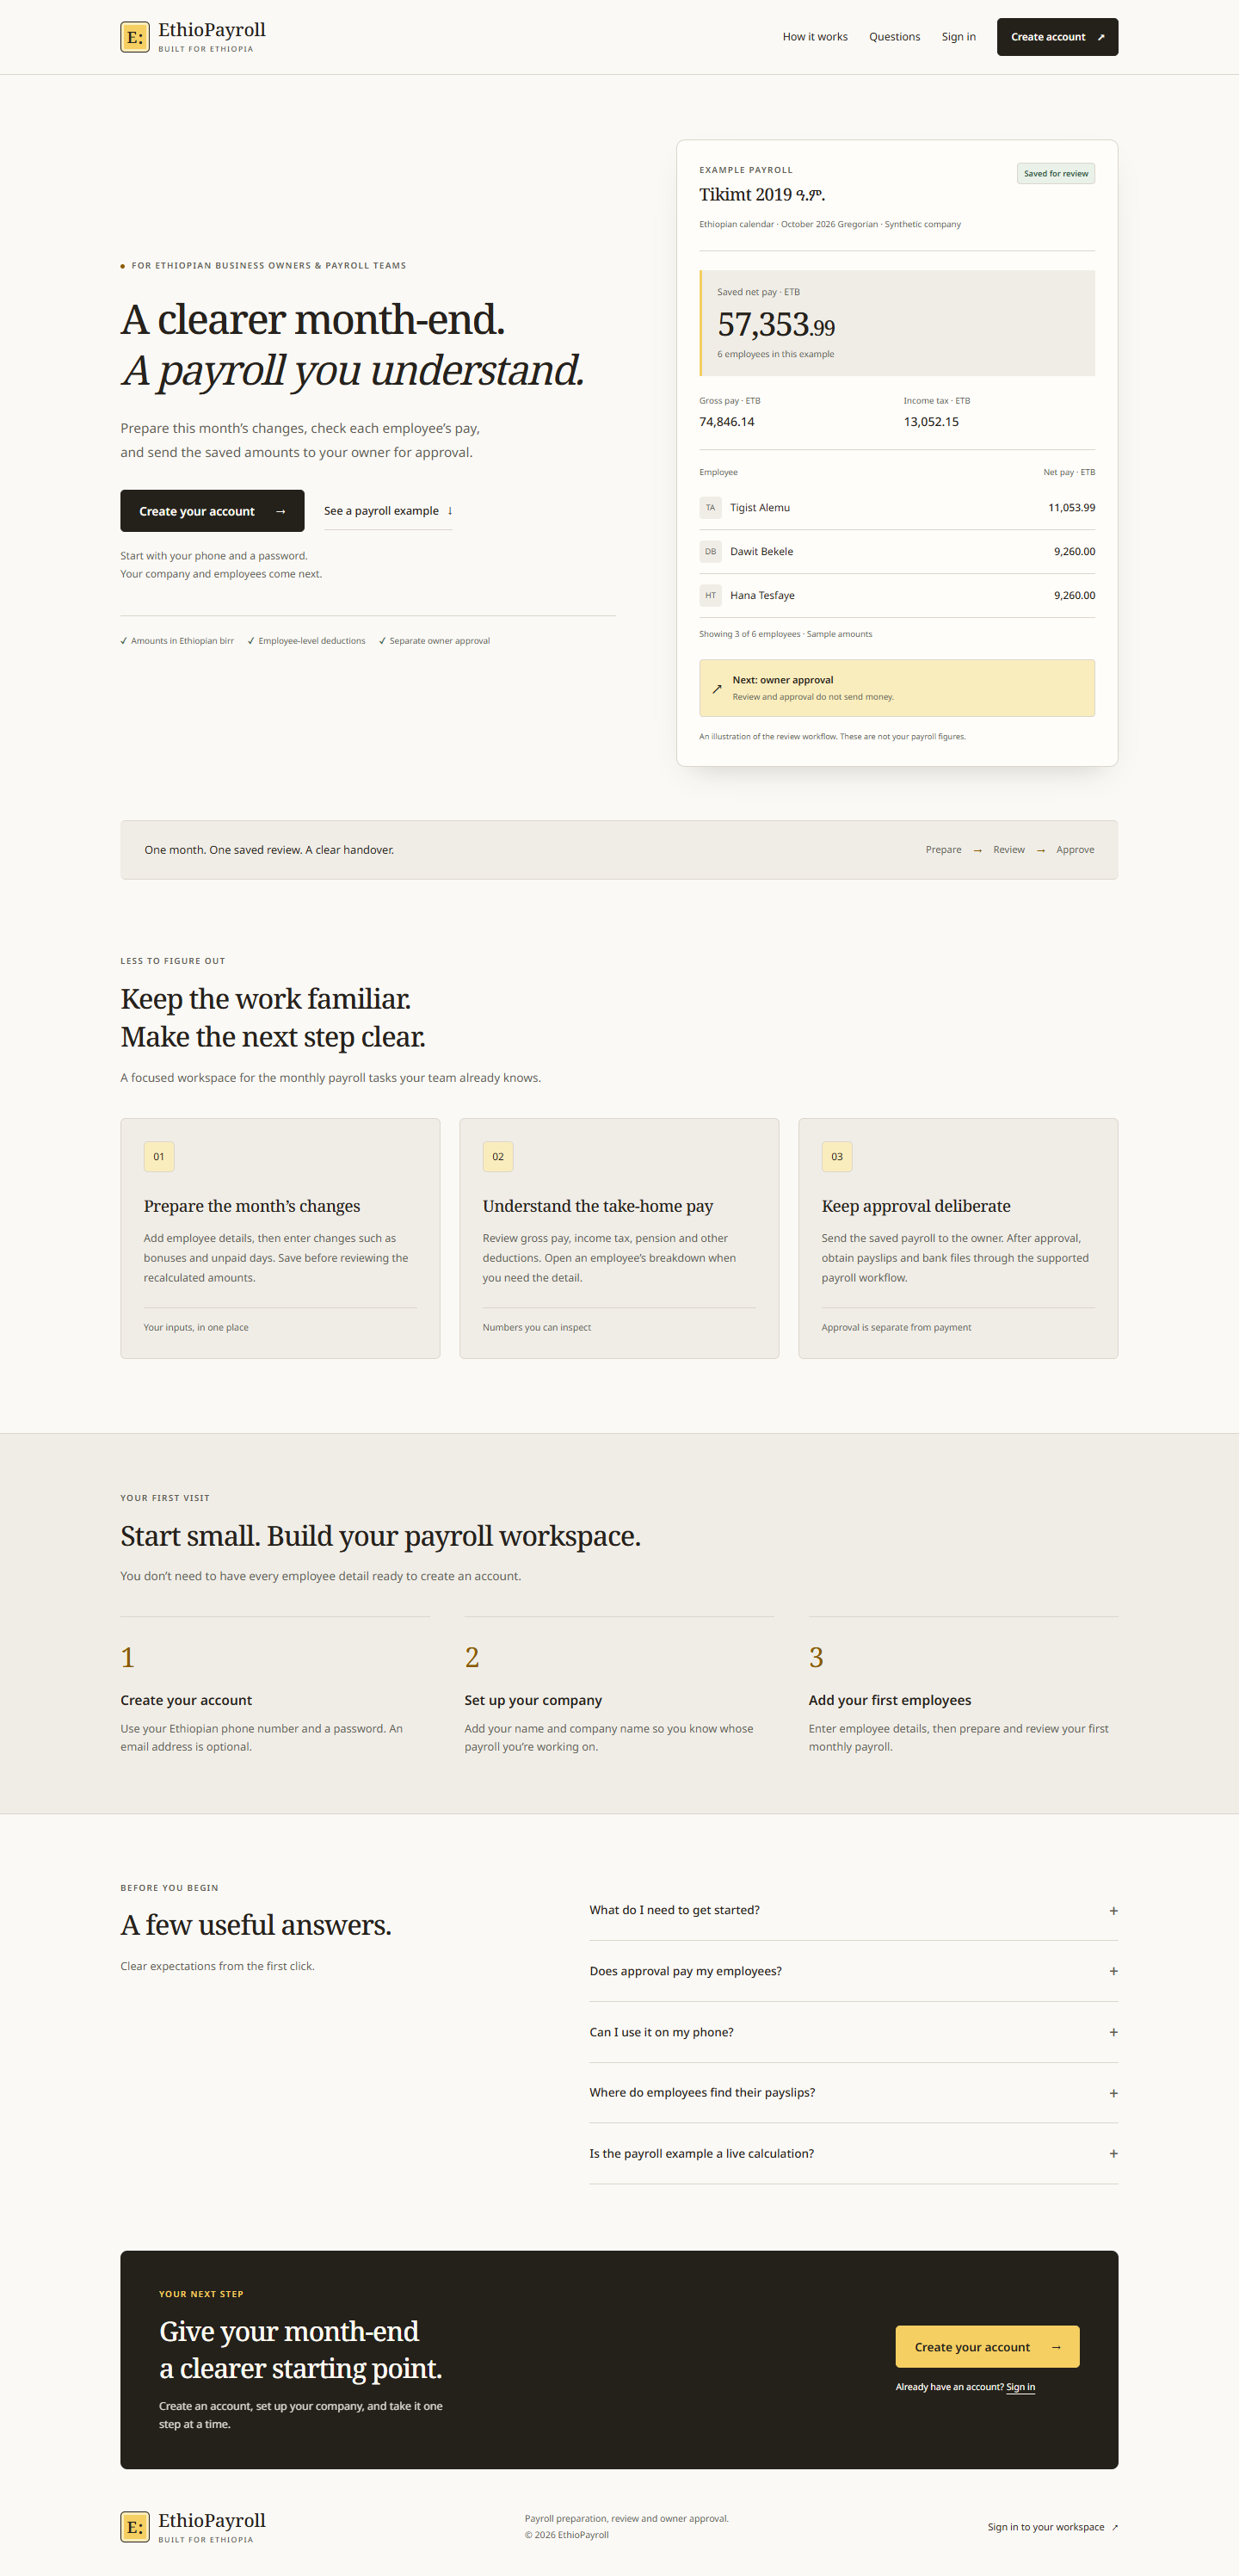 E: EthioPayroll
BUILT FOR ETHIOPIA
How it works Questions Sign in Create account ↗
FOR ETHIOPIAN BUSINESS OWNERS & PAYROLL TEAMS
A clearer month-end.
A payroll you understand.
Prepare this month’s changes, check each employee’s pay,
and send the saved amounts to your owner for approval.
Create your account → See a payroll example ↓
Start with your phone and a password.
Your company and employees come next.
✓ Amounts in Ethiopian birr ✓ Employee-level deductions ✓ Separate owner approval
EXAMPLE PAYROLL
Saved for review
Tikimt 2019 ዓ.ም.
Ethiopian calendar · October 2026 Gregorian · Synthetic company
Saved net pay · ETB
57,353.99
6 employees in this example
Gross pay · ETB Income tax · ETB
74,846.14 13,052.15
Employee Net pay · ETB
TA Tigist Alemu 11,053.99
DB Dawit Bekele 9,260.00
HT Hana Tesfaye 9,260.00
Showing 3 of 6 employees · Sample amounts
↗ Next: owner approval
Review and approval do not send money.
An illustration of the review workflow. These are not your payroll figures.
One month. One saved review. A clear handover. Prepare → Review → Approve
LESS TO FIGURE OUT
Keep the work familiar.
Make the next step clear.
A focused workspace for the monthly payroll tasks your team already knows.
01
Prepare the month’s changes
Add employee details, then enter changes such as
bonuses and unpaid days. Save before reviewing the
recalculated amounts.
Your inputs, in one place
02
Understand the take-home pay
Review gross pay, income tax, pension and other
deductions. Open an employee’s breakdown when
you need the detail.
Numbers you can inspect
03
Keep approval deliberate
Send the saved payroll to the owner. After approval,
obtain payslips and bank files through the supported
payroll workflow.
Approval is separate from payment
YOUR FIRST VISIT
Start small. Build your payroll workspace.
You don’t need to have every employee detail ready to create an account.
1
Create your account
Use your Ethiopian phone number and a password. An
email address is optional.
2
Set up your company
Add your name and company name so you know whose
payroll you’re working on.
3
Add your first employees
Enter employee details, then prepare and review your first
monthly payroll.
BEFORE YOU BEGIN
A few useful answers.
Clear expectations from the first click.
What do I need to get started? +
Does approval pay my employees? +
Can I use it on my phone? +
Where do employees find their payslips? +
Is the payroll example a live calculation? +
YOUR NEXT STEP
Give your month-end
a clearer starting point.
Create an account, set up your company, and take it one
step at a time.
Create your account →
Already have an account? Sign in
E: EthioPayroll
BUILT FOR ETHIOPIA
Payroll preparation, review and owner approval.
© 2026 EthioPayroll
Sign in to your workspace ↗